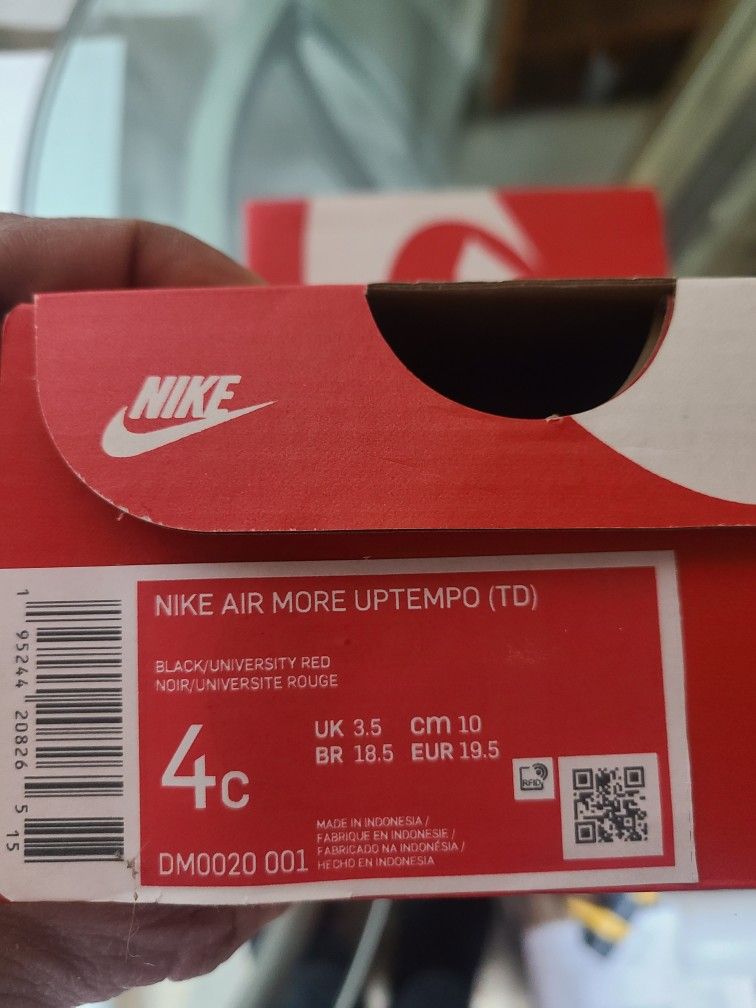 NIKE
NIKE AIR MORE UPTEMPO (TD)
BLACK/UNIVERSITY RED
NOIR/UNIVERSITE ROUGE
4C
UK 3.5 cm 10
BR 18.5 EUR 19.5
RFID
MADE IN INDONESIA /
FABRIQUE EN INDONESIE /
FABRICADO NA INDONÉSIA /
HECHO EN INDONESIA
DM0020 001
1 95244 20826 5 15